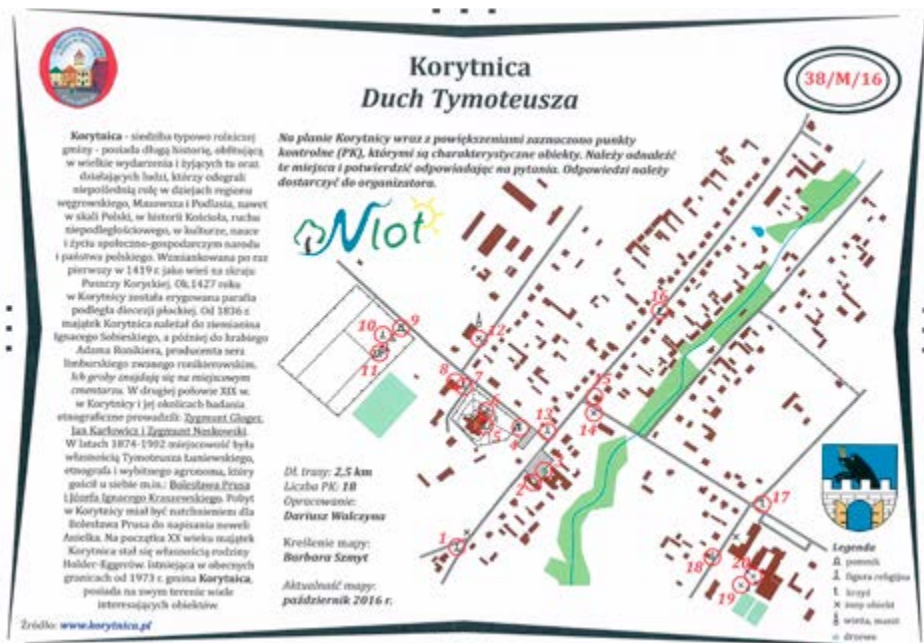 Korytnica
Duch Tymoteusza
38/M/16
Korytnica - siedziba typowo rolniczej
gminy - posiada długą historię, obfitującą
w wielkie wydarzenia i żyjących tu oraz
działających ludzi, którzy odegrali
niepoślednią rolę w dziejach regionu
węgrowskiego, Mazowsza i Podlasia, nawet
w skali Polski, w historii Kościoła, ruchu
niepodległościowego, w kulturze, nauce
i życiu społeczno-gospodarczym narodu
i państwa polskiego. Wzmiankowana po raz
pierwszy w 1419 r. jako wieś na skraju
Puszczy Koryckiej. Ok.1427 roku
w Korytnicy została erygowana parafia
podległa diecezji płockiej. Od 1836 r.
majątek Korytnica należał do ziemianina
Ignacego Sobieskiego, a później do hrabiego
Adama Ronikiera, producenta sera
limburskiego zwanego ronikierowskim.
Ich groby znajdują się na miejscowym
cmentarzu. W drugiej połowie XIX w.
w Korytnicy i jej okolicach badania
etnograficzne prowadzili: Zygmunt Gloger,
Jan Karłowicz i Zygmunt Noskowski.
W latach 1874-1902 miejscowość była
własnością Tymoteusza Łuniewskiego,
etnografa i wybitnego agronoma, który
gościł u siebie m.in.: Bolesława Prusa
i Józefa Ignacego Kraszewskiego. Pobyt
w Korytnicy miał być natchnieniem dla
Bolesława Prusa do napisania noweli
Anielka. Na początku XX wieku majątek
Korytnica stał się własnością rodziny
Holder-Eggerów. Istniejąca w obecnych
granicach od 1973 r. gmina Korytnica,
posiada na swym terenie wiele
interesujących obiektów.
Źródło: www.korytnica.pl
Na planie Korytnicy wraz z powiększeniami zaznaczono punkty
kontrolne (PK), którymi są charakterystyczne obiekty. Należy odnaleźć
te miejsca i potwierdzić odpowiadając na pytania. Odpowiedzi należy
dostarczyć do organizatora.
Nlot
16
10
9
12
11
8
7
15
6
13
14
5
4
3
2
17
1
18
20
19
Dł. trasy: 2,5 km
Liczba PK: 18
Opracowanie:
Dariusz Walczyna
Kreślenie mapy:
Barbara Szmyt
Aktualność mapy:
październik 2016 r.
Legenda
pomnik
figura religijna
krzyż
inny obiekt
wieża, maszt
drzewo